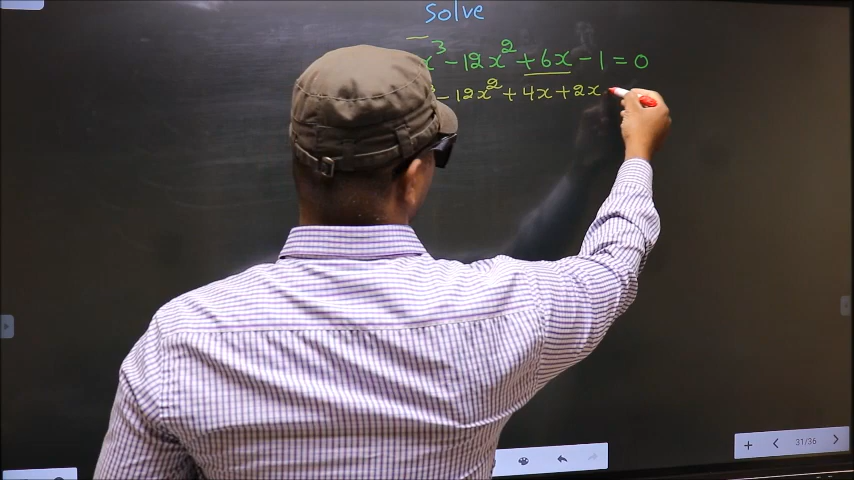 solve
x³ - 12x² + 6x - 1 = 0
- 12x² + 4x + 2x
31/36